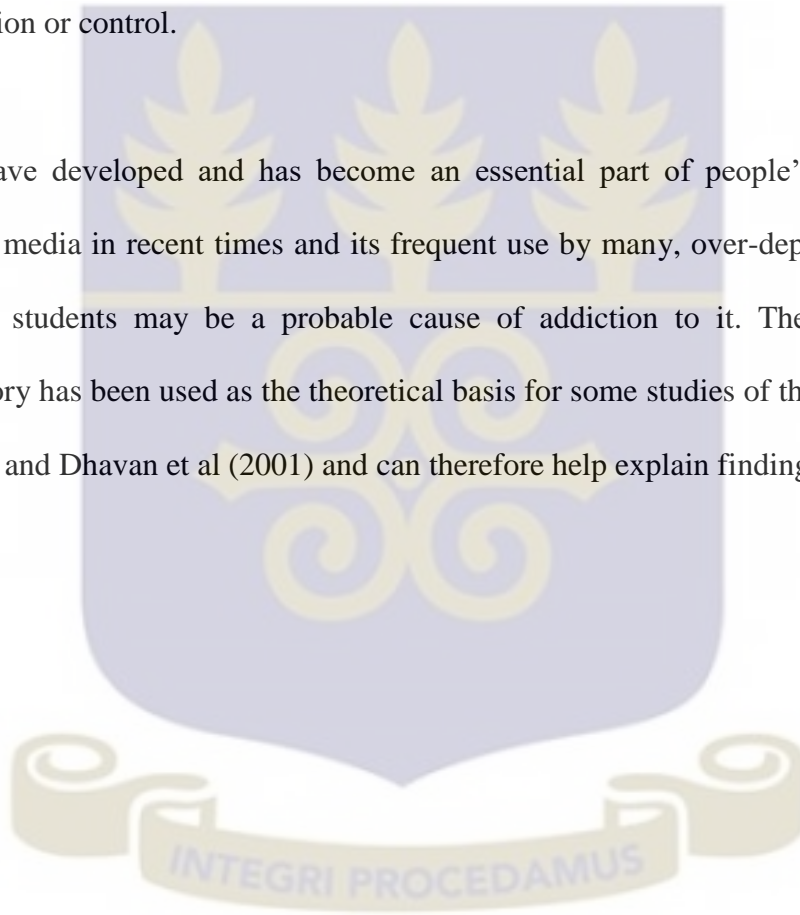 ion or control.
ave developed and has become an essential part of people’
media in recent times and its frequent use by many, over-dep
students may be a probable cause of addiction to it. The
ory has been used as the theoretical basis for some studies of th
and Dhavan et al (2001) and can therefore help explain finding
INTEGRI PROCEDAMUS